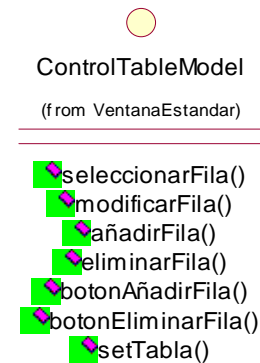 ControlTableModel
(from VentanaEstandar)
seleccionarFila()
modificarFila()
añadirFila()
eliminarFila()
botonAñadirFila()
botonEliminarFila()
setTabla()